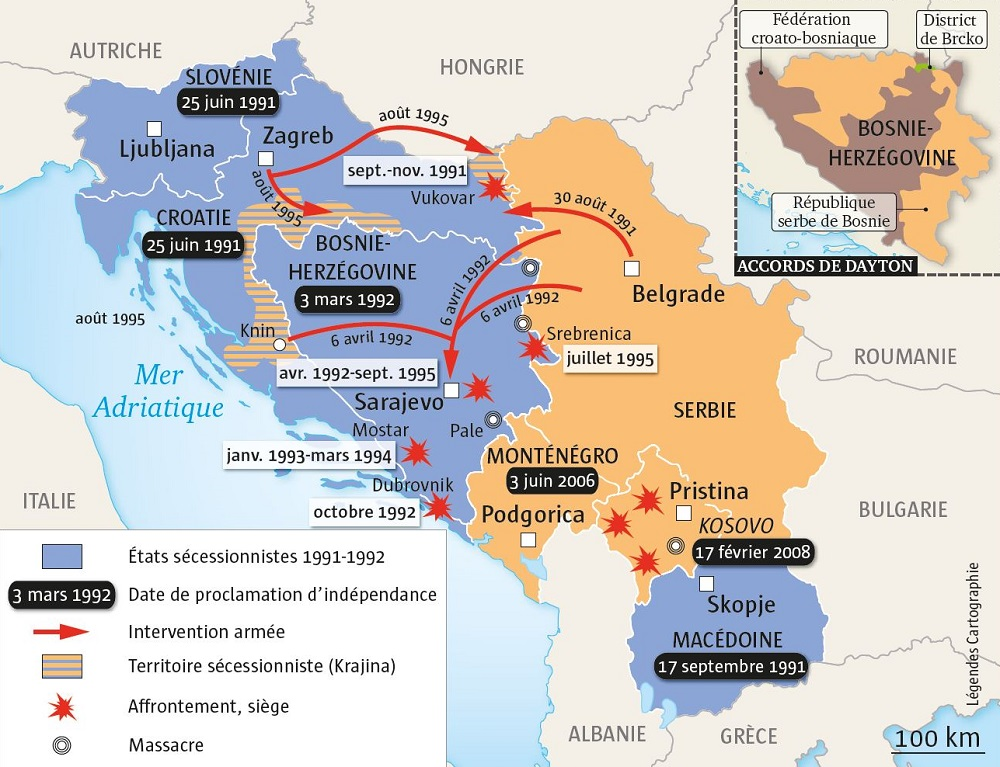 AUTRICHE
HONGRIE
SLOVÉNIE
25 juin 1991
Ljubljana
Zagreb
août 1995
août 1995
sept.-nov. 1991
Vukovar
30 août 1991
CROATIE
25 juin 1991
BOSNIE-
HERZÉGOVINE
3 mars 1992
6 avril 1992
6 avril 1992
Belgrade
août 1995
Knin
6 avril 1992
Srebrenica
juillet 1995
ROUMANIE
Mer
Adriatique
avr. 1992-sept. 1995
Sarajevo
SERBIE
Mostar
Pale
janv. 1993-mars 1994
MONTÉNÉGRO
3 juin 2006
Dubrovnik
octobre 1992
Podgorica
Pristina
KOSOVO
17 février 2008
ITALIE
BULGARIE
Skopje
MACÉDOINE
17 septembre 1991
ALBANIE
GRÈCE
100 km
Légendes Cartographie
Fédération
croato-bosniaque
District
de Brcko
BOSNIE-
HERZÉGOVINE
République
serbe de Bosnie
ACCORDS DE DAYTON
États sécessionnistes 1991-1992
3 mars 1992 Date de proclamation d'indépendance
Intervention armée
Territoire sécessionniste (Krajina)
Affrontement, siège
Massacre